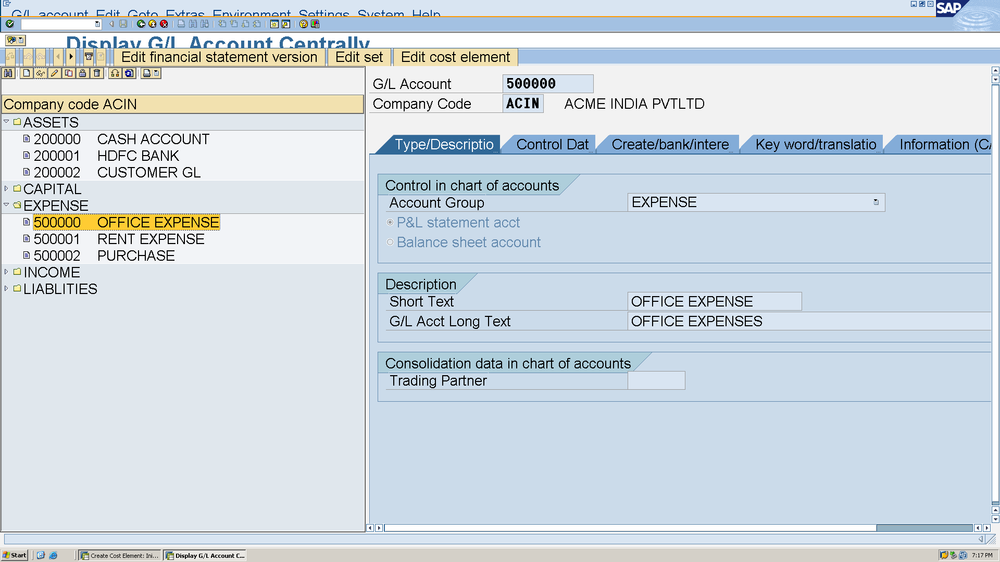 G/L account Edit Goto Extras Environment Settings System Help
SAP
Display G/L Account Centrally
Edit financial statement version Edit set Edit cost element
Company code ACIN
ASSETS
200000 CASH ACCOUNT
200001 HDFC BANK
200002 CUSTOMER GL
CAPITAL
EXPENSE
500000 OFFICE EXPENSE
500001 RENT EXPENSE
500002 PURCHASE
INCOME
LIABLITIES
G/L Account 500000
Company Code ACIN ACME INDIA PVTLTD
Type/Descriptio Control Dat Create/bank/intere Key word/translatio Information (C/
Control in chart of accounts
Account Group EXPENSE
P&L statement acct
Balance sheet account
Description
Short Text OFFICE EXPENSE
G/L Acct Long Text OFFICE EXPENSES
Consolidation data in chart of accounts
Trading Partner
Start Create Cost Element: Ini... Display G/L Account C... 7:17 PM